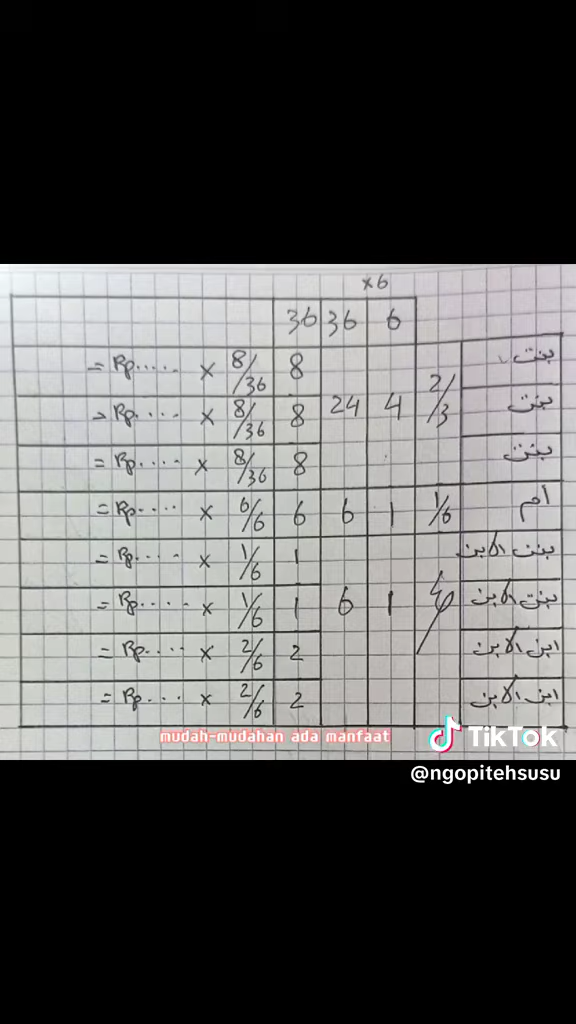 ×6
36 36 6
= Rp..... × 8/36 8 بنت
= Rp..... × 8/36 8 24 4 2/3 بنت
= Rp..... × 8/36 8 بنت
= Rp..... × 6/6 6 6 1 1/6 ام
= Rp..... × 1/6 1 بنت الابن
= Rp..... × 1/6 1 6 1 بنت الابن
= Rp..... × 2/6 2 ابن الابن
= Rp..... × 2/6 2 ابن الابن
mudah-mudahan ada manfaat
TikTok
@ngopitehsusu